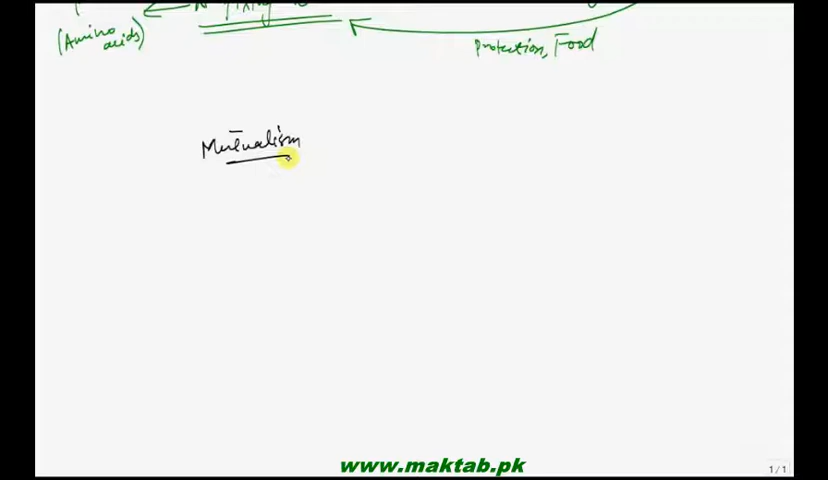 (Amino
acids)
Protection, Food
Mutualism
www.maktab.pk
1/1